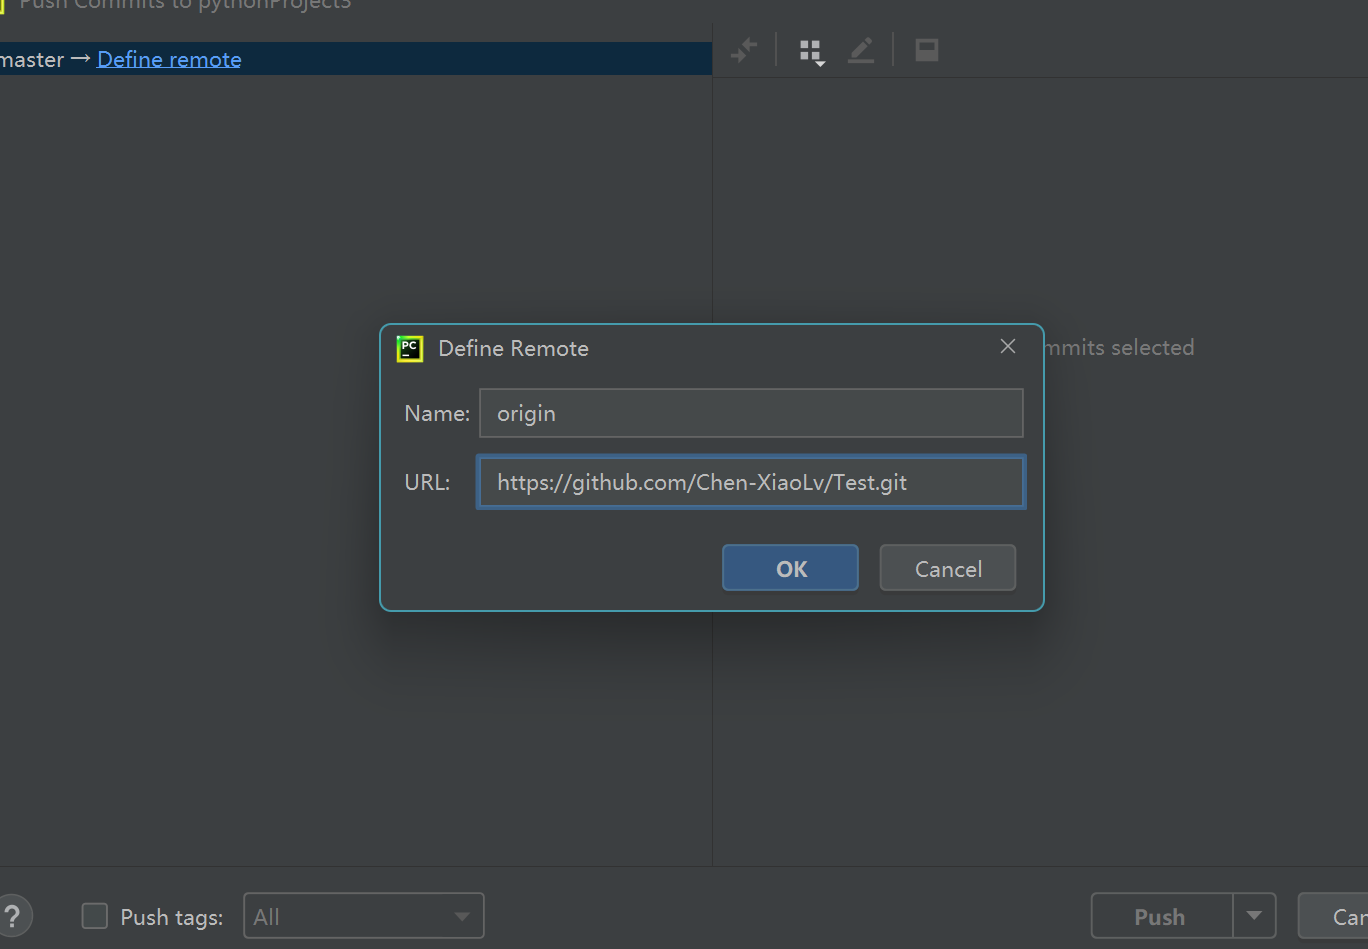 Push Commits to pythonProject3
master → Define remote
PC
Define Remote
mmits selected
Name: origin
URL: https://github.com/Chen-XiaoLv/Test.git
OK
Cancel
?
Push tags: All
Push
Can